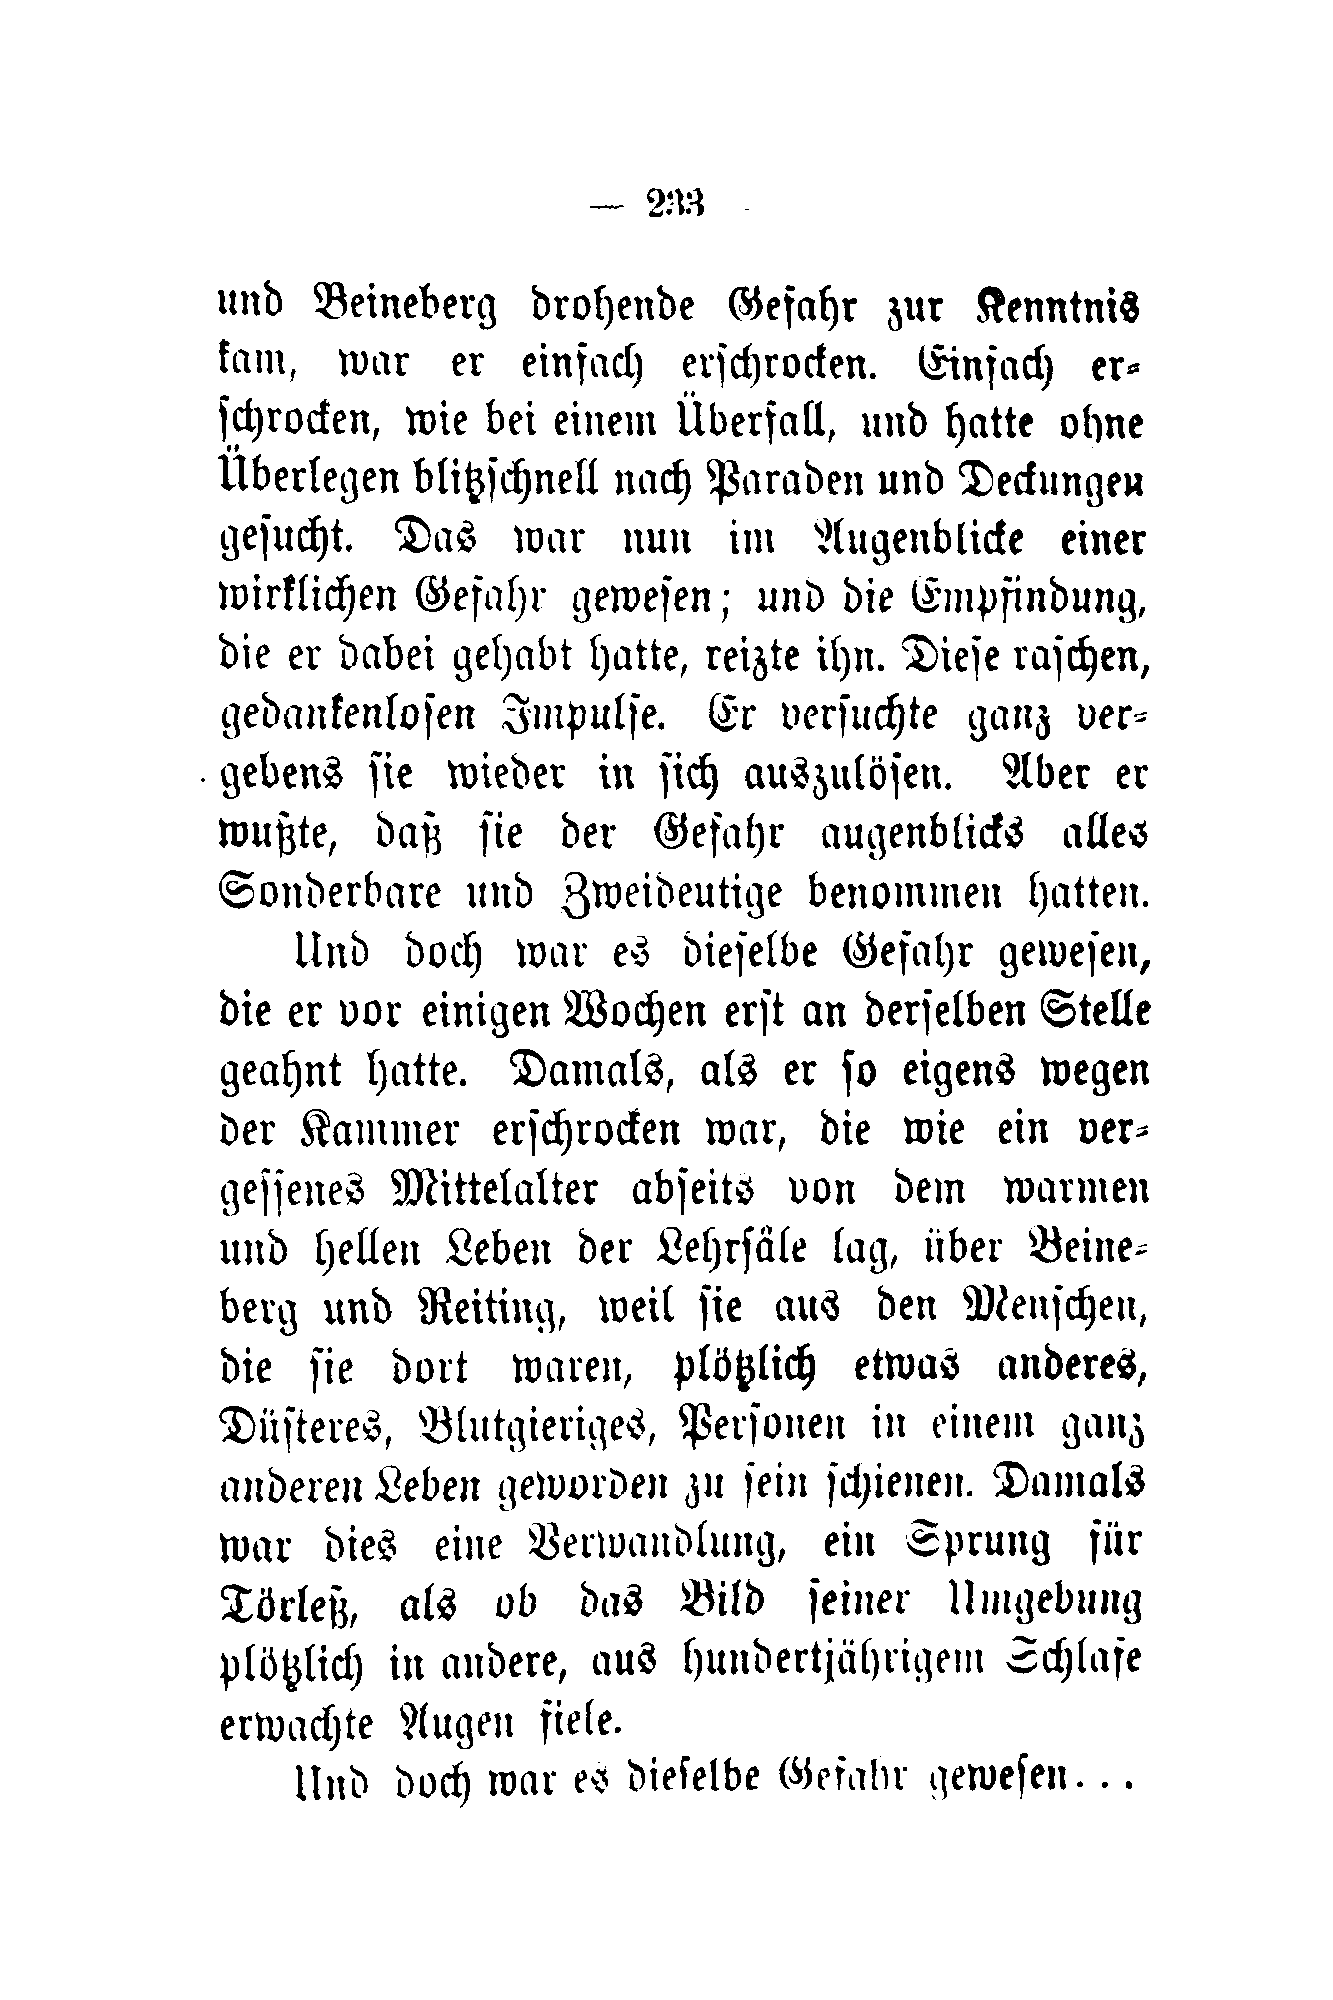 — 233 -
und Beineberg drohende Gefahr zur Kenntnis
kam, war er einfach erschrocken. Einfach er-
schrocken, wie bei einem Überfall, und hatte ohne
Überlegen blitzschnell nach Paraden und Deckungen
gesucht. Das war nun im Augenblicke einer
wirklichen Gefahr gewesen; und die Empfindung,
die er dabei gehabt hatte, reizte ihn. Diese raschen,
gedankenlosen Impulse. Er versuchte ganz ver-
gebens sie wieder in sich auszulösen. Aber er
wußte, daß sie der Gefahr augenblicks alles
Sonderbare und Zweideutige benommen hatten.
Und doch war es dieselbe Gefahr gewesen,
die er vor einigen Wochen erst an derselben Stelle
geahnt hatte. Damals, als er so eigens wegen
der Kammer erschrocken war, die wie ein ver-
gessenes Mittelalter abseits von dem warmen
und hellen Leben der Lehrsäle lag, über Beine-
berg und Reiting, weil sie aus den Menschen,
die sie dort waren, plötzlich etwas anderes,
Düsteres, Blutgieriges, Personen in einem ganz
anderen Leben geworden zu sein schienen. Damals
war dies eine Verwandlung, ein Sprung für
Törleß, als ob das Bild seiner Umgebung
plötzlich in andere, aus hundertjährigem Schlafe
erwachte Augen fiele.
Und doch war es dieselbe Gefahr gewesen...